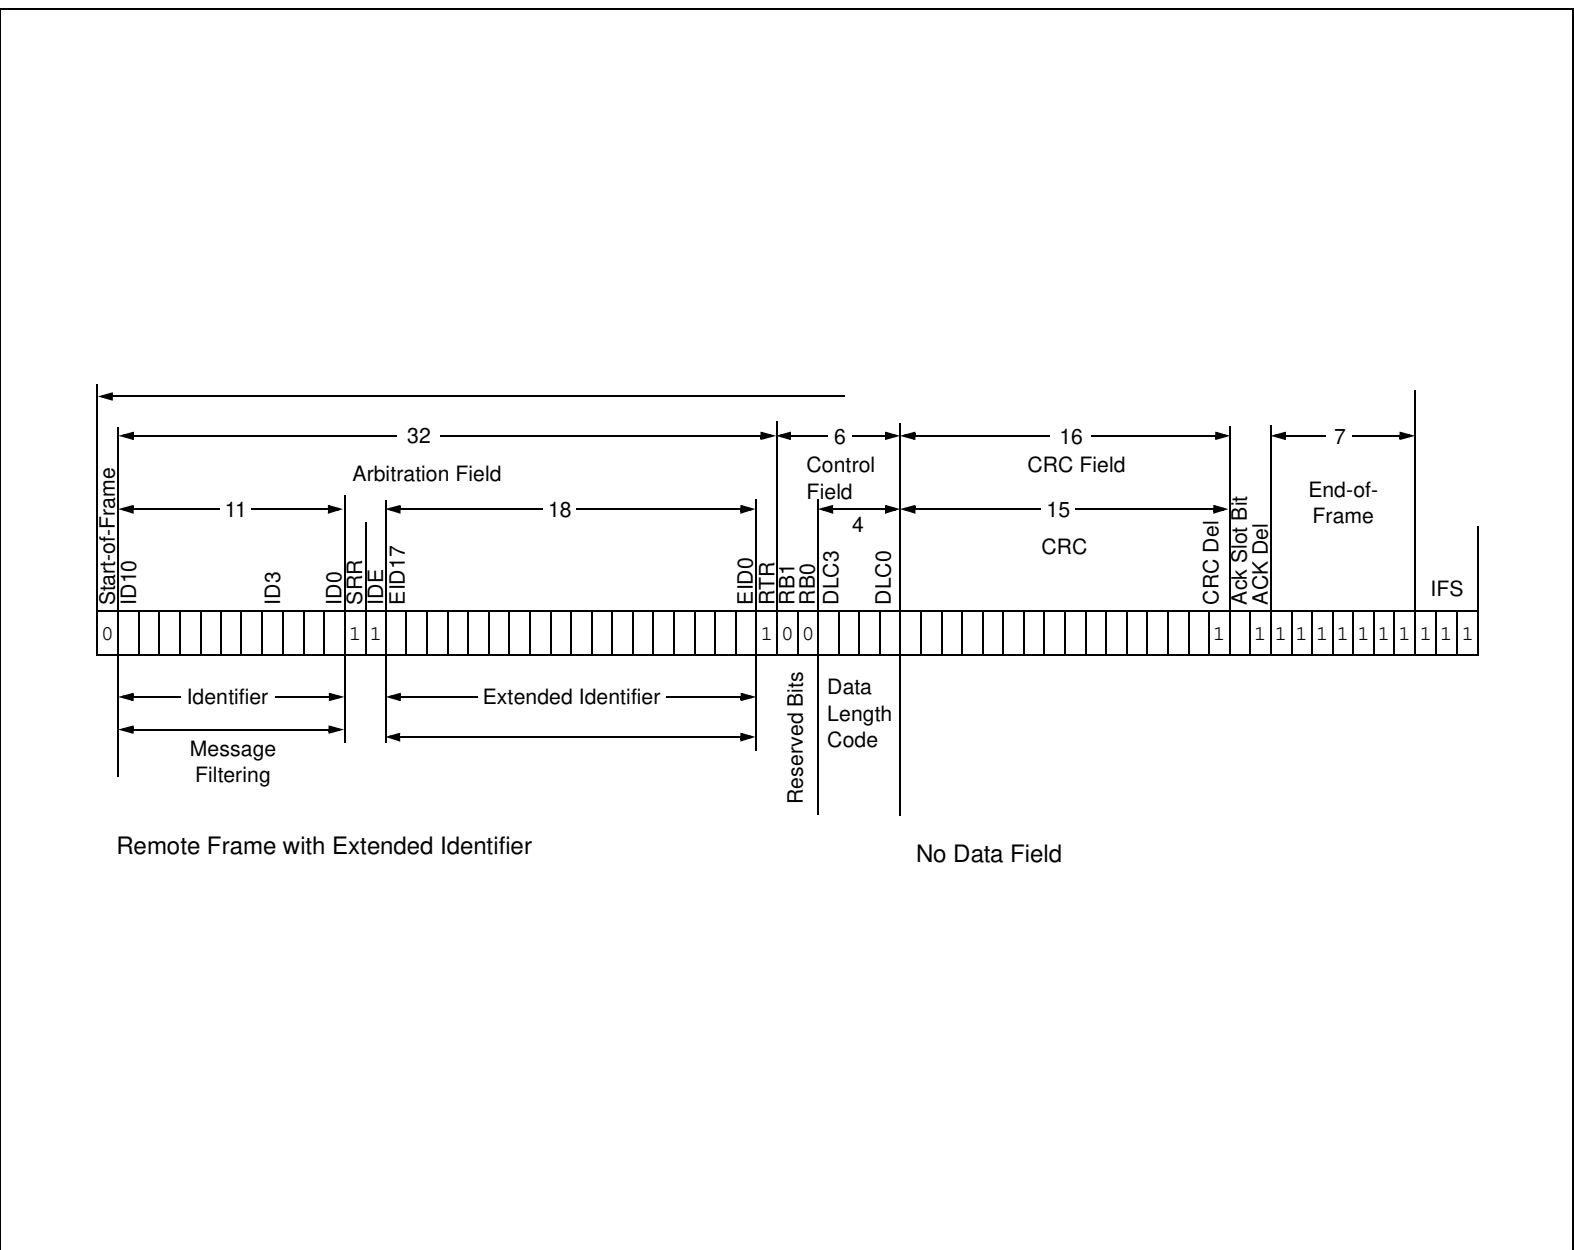 32
6
16
7
Arbitration Field
Control
Field
CRC Field
End-of-
Frame
11
18
4
15
CRC
Start-of-Frame
ID10
ID3
ID0
SRR
IDE
EID17
EID0
RTR
RB1
RB0
DLC3
DLC0
CRC Del
Ack Slot Bit
ACK Del
IFS
0 1 1 1 0 0 1 1 1 1 1 1 1 1 1 1 1 1
Identifier
Extended Identifier
Message
Filtering
Reserved Bits
Data
Length
Code
Remote Frame with Extended Identifier
No Data Field